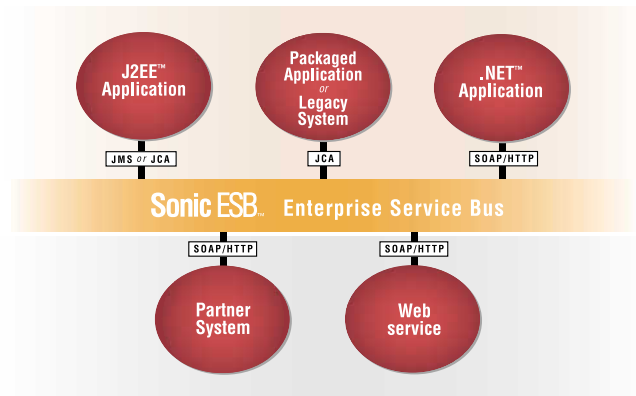 J2EE™
Application
Packaged
Application
or
Legacy
System
.NET™
Application
JMS or JCA
JCA
SOAP/HTTP
Sonic ESB™ Enterprise Service Bus
SOAP/HTTP
SOAP/HTTP
Partner
System
Web
service